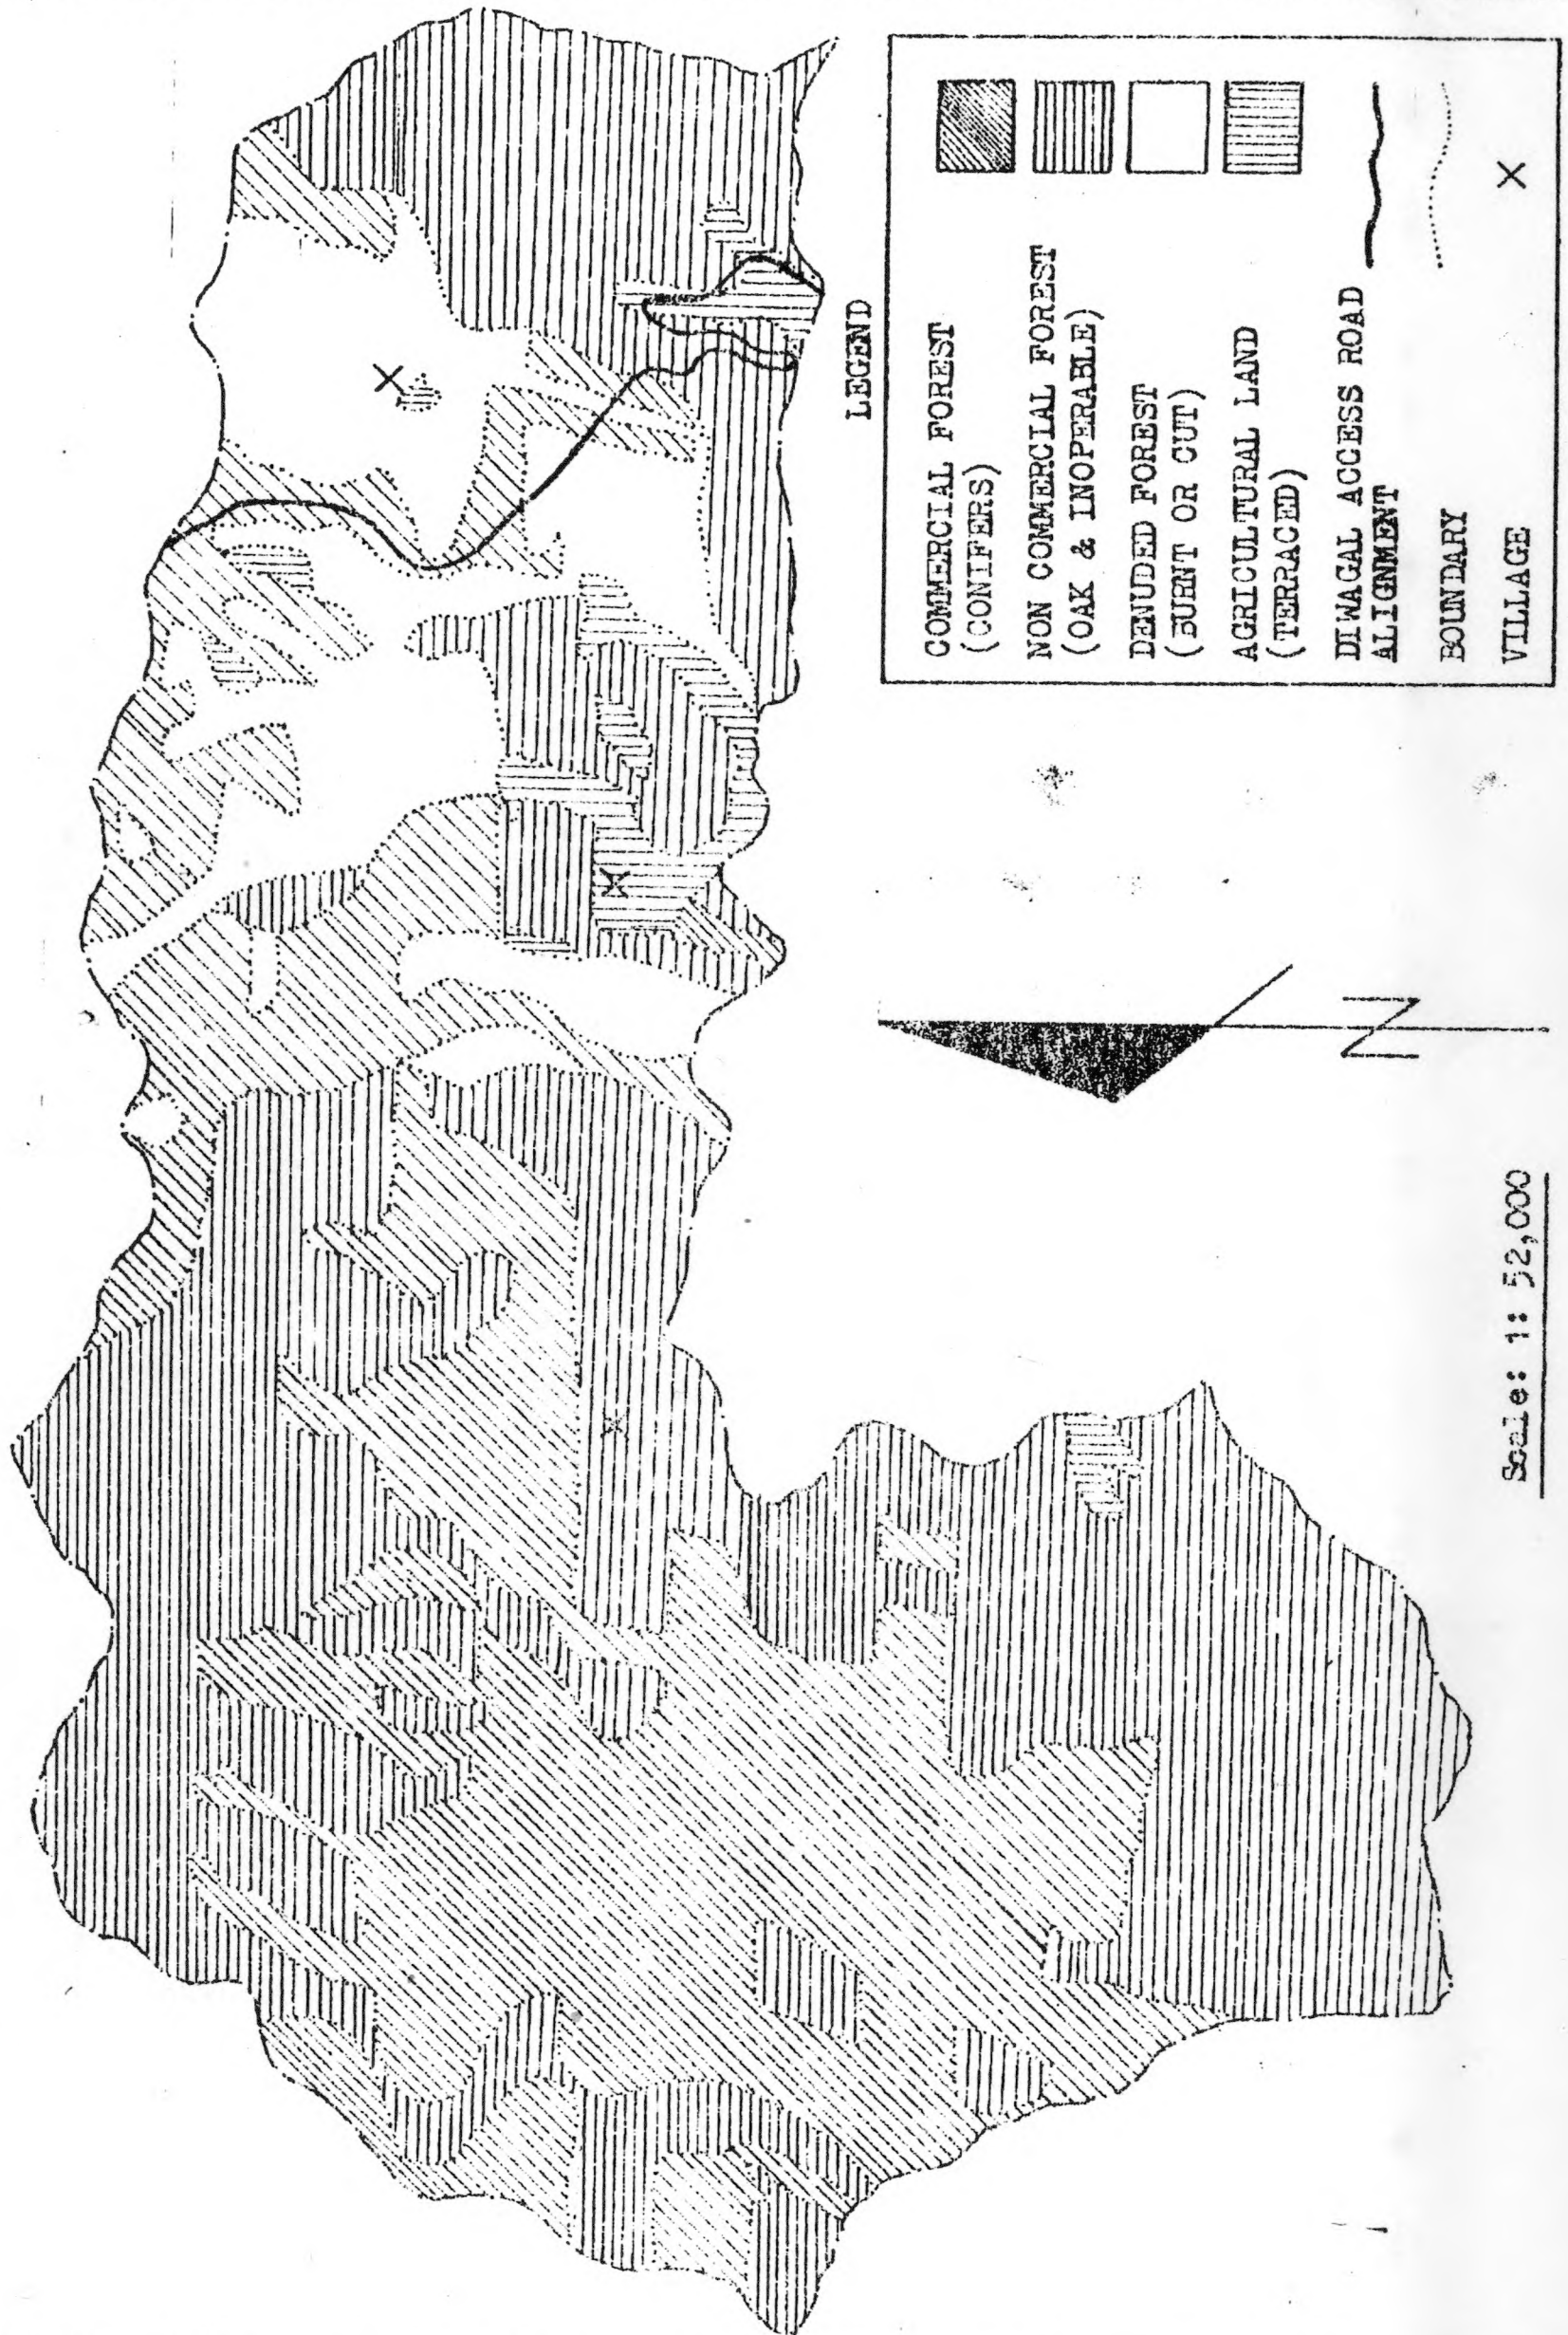 LEGEND
COMMERCIAL FOREST
(CONIFERS)
NON COMMERCIAL FOREST
(OAK & INOPERABLE)
DENUDED FOREST
(BURNT OR CUT)
AGRICULTURAL LAND
(TERRACED)
DIWAGAL ACCESS ROAD
ALIGNMENT
BOUNDARY
VILLAGE
N
Scale: 1: 52,000